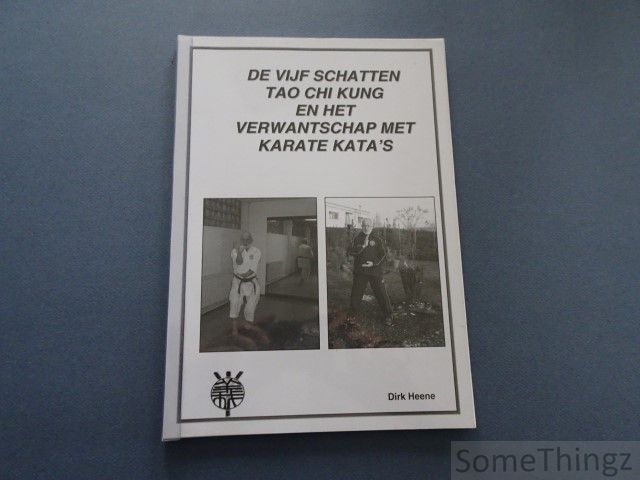 DE VIJF SCHATTEN
TAO CHI KUNG
EN HET
VERWANTSCHAP MET
KARATE KATA'S
Dirk Heene
SomeThingz